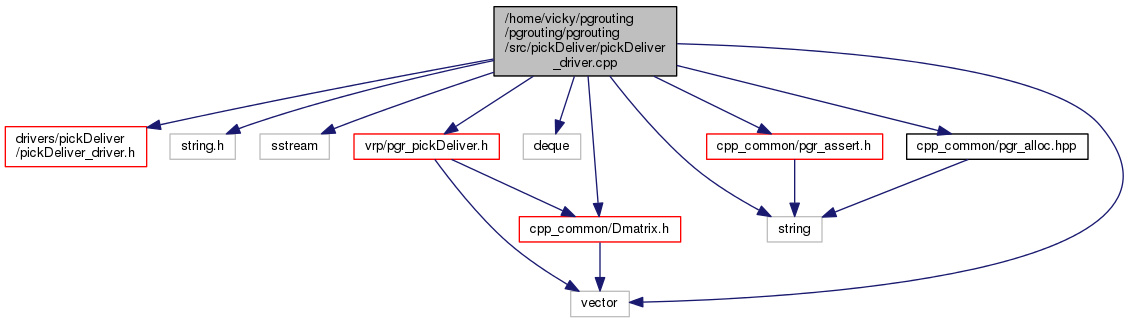 /home/vicky/pgrouting
/pgrouting/pgrouting
/src/pickDeliver/pickDeliver
_driver.cpp
drivers/pickDeliver
/pickDeliver_driver.h
string.h
sstream
vrp/pgr_pickDeliver.h
deque
cpp_common/pgr_assert.h
cpp_common/pgr_alloc.hpp
cpp_common/Dmatrix.h
string
vector